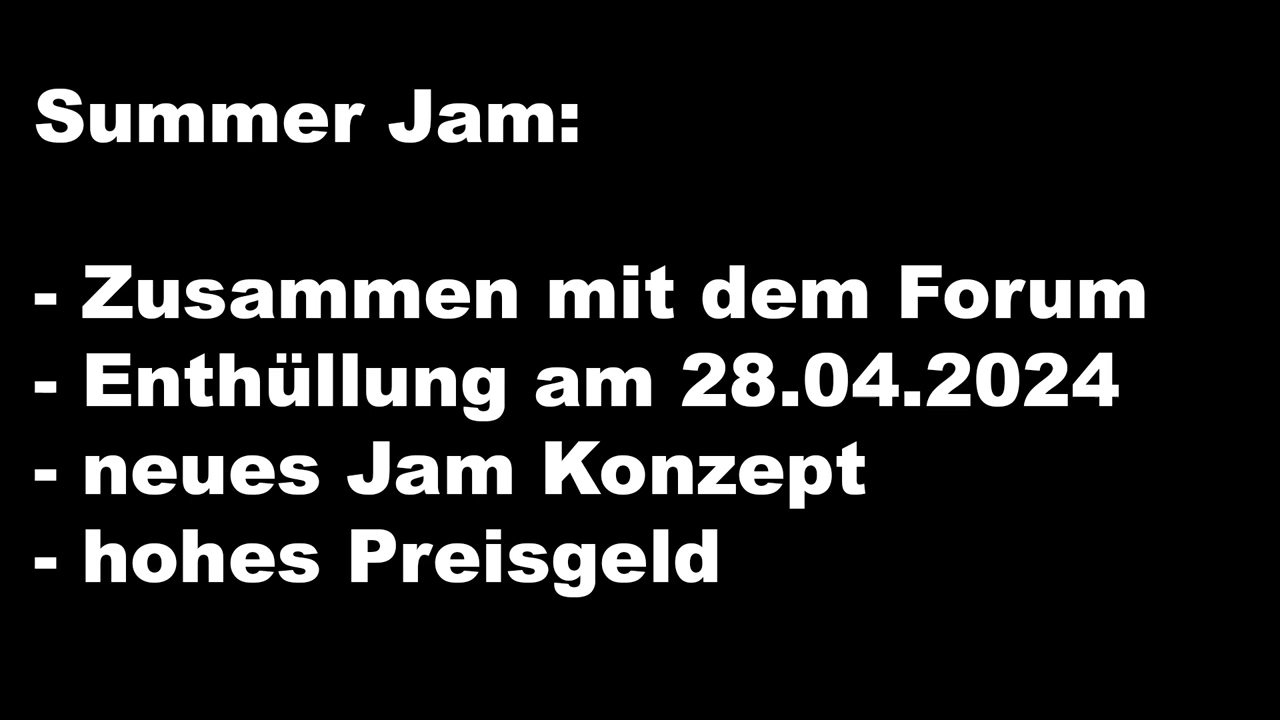 Summer Jam:
- Zusammen mit dem Forum
- Enthüllung am 28.04.2024
- neues Jam Konzept
- hohes Preisgeld